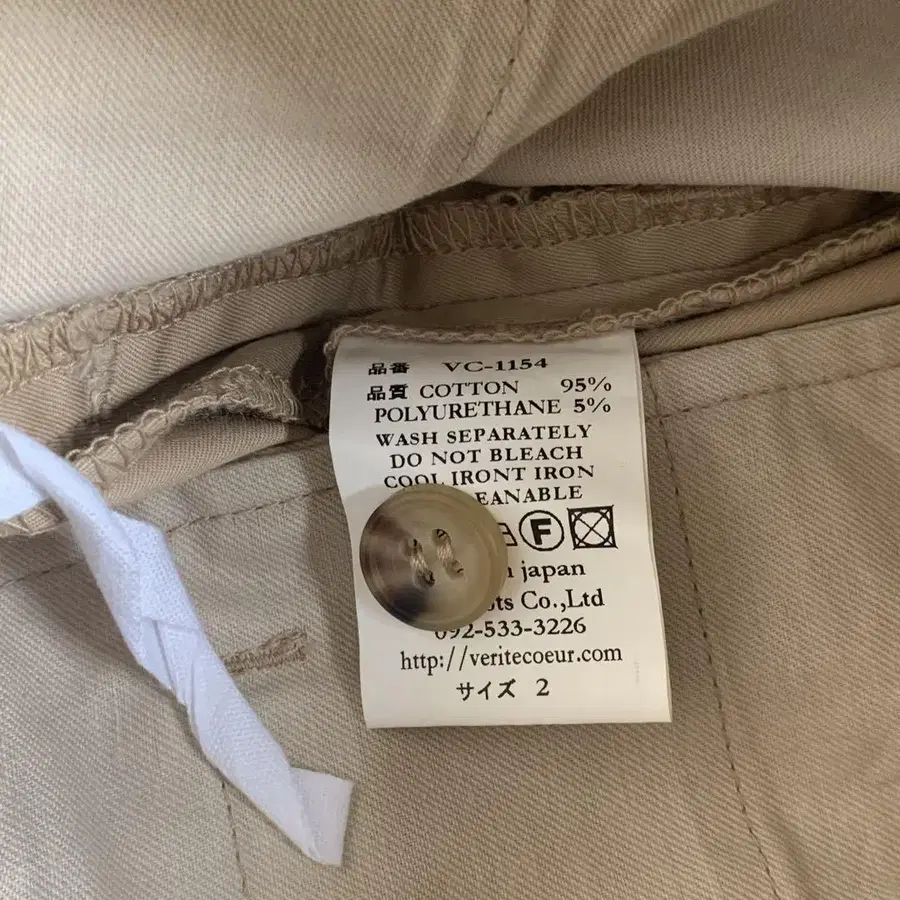 品番 VC-1154
品質 COTTON 95%
POLYURETHANE 5%
WASH SEPARATELY
DO NOT BLEACH
COOL IRONT IRON
EANABLE
F
japan
Co.,Ltd
092-533-3226
http://veritecoeur.com
サイズ 2